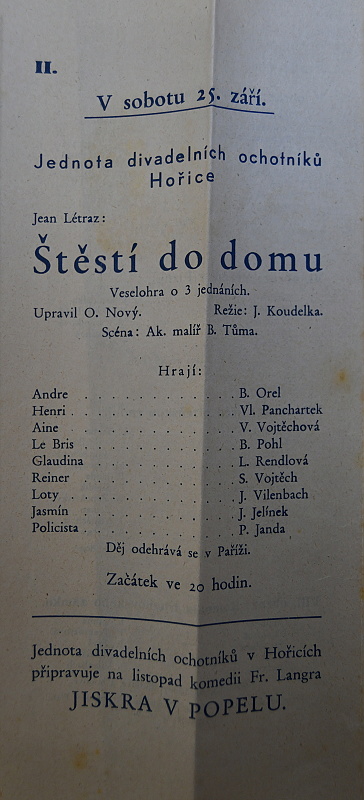 II.
V sobotu 25. září.
Jednota divadelních ochotníků
Hořice
Jean Létraz:
Štěstí do domu
Veselohra o 3 jednáních.
Upravil O. Nový. Režie: J. Koudelka.
Scéna: Ak. malíř B. Tůma.
Hrají:
Andre . . . . . . . . . . . . B. Orel
Henri . . . . . . . . . . . . Vl. Panchartek
Aine . . . . . . . . . . . . V. Vojtěchová
Le Bris . . . . . . . . . . . . B. Pohl
Glaudina . . . . . . . . . . . L. Rendlová
Reiner . . . . . . . . . . . . S. Vojtěch
Loty . . . . . . . . . . . . J. Vilenbach
Jasmín . . . . . . . . . . . . J. Jelínek
Policista . . . . . . . . . . . P. Janda
Děj odehrává se v Paříži.
Začátek ve 20 hodin.
Jednota divadelních ochotníků v Hořicích
připravuje na listopad komedii Fr. Langra
JISKRA V POPELU.